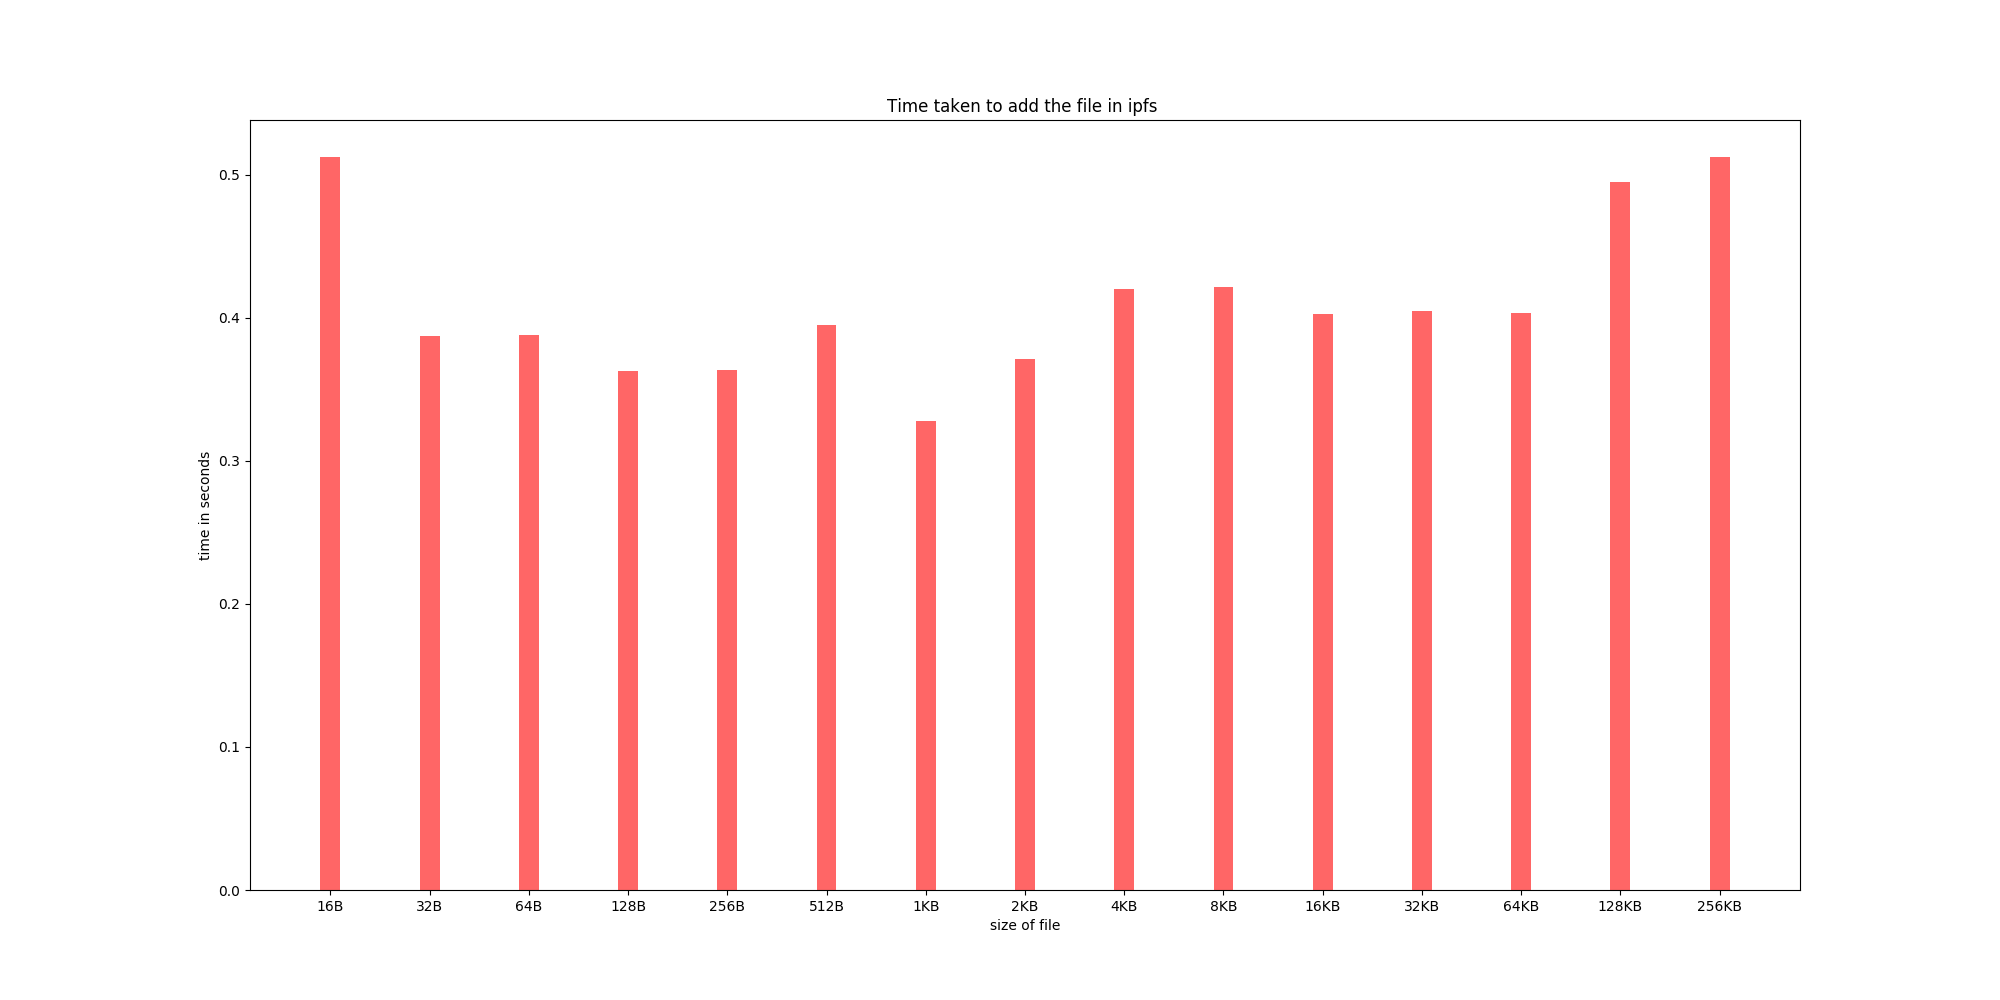 Time taken to add the file in ipfs
0.5
0.4
0.3
0.2
0.1
0.0
time in seconds
16B 32B 64B 128B 256B 512B 1KB 2KB 4KB 8KB 16KB 32KB 64KB 128KB 256KB
size of file